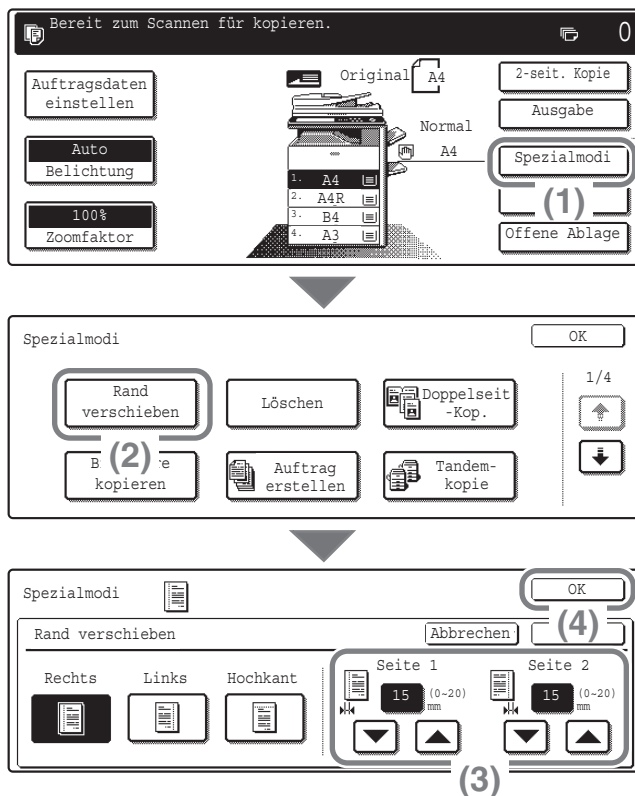 Bereit zum Scannen für kopieren.
0
Auftragsdaten
einstellen
Auto
Belichtung
100%
Zoomfaktor
Original
A4
Normal
A4
1. A4
2. A4R
3. B4
4. A3
2-seit. Kopie
Ausgabe
Spezialmodi
(1)
Offene Ablage
Spezialmodi
OK
Rand
verschieben
(2)
Löschen
Doppelseit
-Kop.
1/4
kopieren
Auftrag
erstellen
Tandem-
kopie
Spezialmodi
OK
(4)
Rand verschieben
Abbrechen
Rechts
Links
Hochkant
Seite 1
15 (0~20)
mm
Seite 2
15 (0~20)
mm
(3)